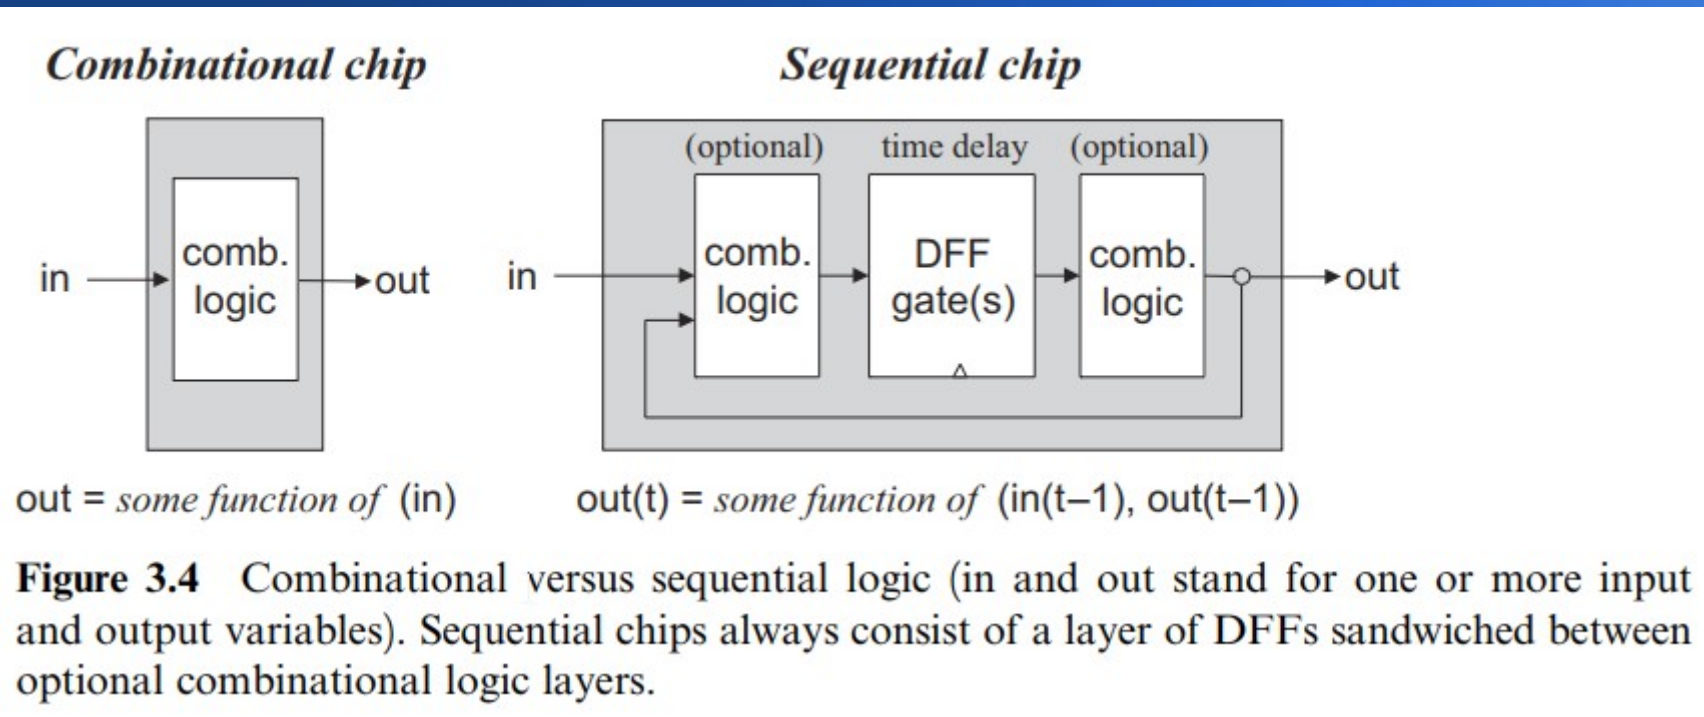 Combinational chip
Sequential chip
(optional) time delay (optional)
in
comb.
logic
out
in
comb.
logic
DFF
gate(s)
comb.
logic
out
out = some function of (in)
out(t) = some function of (in(t–1), out(t–1))
Figure 3.4 Combinational versus sequential logic (in and out stand for one or more input
and output variables). Sequential chips always consist of a layer of DFFs sandwiched between
optional combinational logic layers.